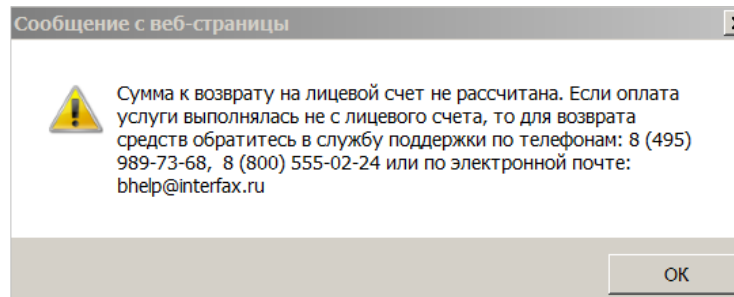 Сообщение с веб-страницы
Сумма к возврату на лицевой счет не рассчитана. Если оплата
услуги выполнялась не с лицевого счета, то для возврата
средств обратитесь в службу поддержки по телефонам: 8 (495)
989-73-68,  8 (800) 555-02-24 или по электронной почте:
bhelp@interfax.ru
ОК